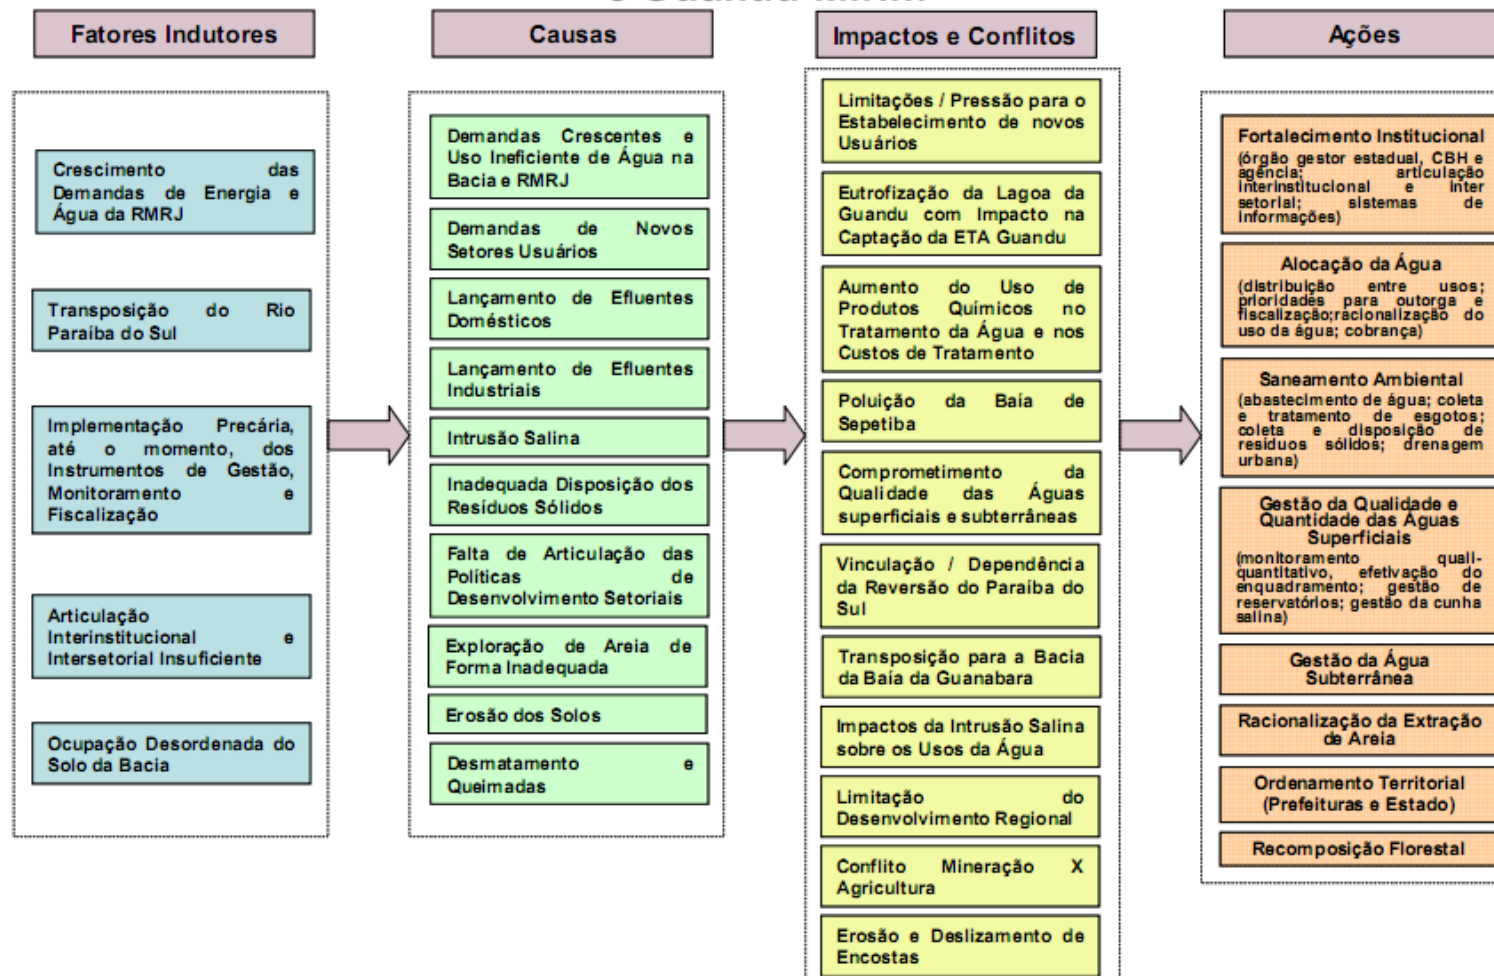 Fatores Indutores
Crescimento das
Demandas de Energia e
Água da RMRJ
Transposição do Rio
Paraíba do Sul
Implementação Precária,
até o momento, dos
Instrumentos de Gestão,
Monitoramento e
Fiscalização
Articulação
Interinstitucional e
Intersetorial Insuficiente
Ocupação Desordenada do
Solo da Bacia
Causas
Demandas Crescentes e
Uso Ineficiente de Água na
Bacia e RMRJ
Demandas de Novos
Setores Usuários
Lançamento de Efluentes
Domésticos
Lançamento de Efluentes
Industriais
Intrusão Salina
Inadequada Disposição dos
Resíduos Sólidos
Falta de Articulação das
Políticas de
Desenvolvimento Setoriais
Exploração de Areia de
Forma Inadequada
Erosão dos Solos
Desmatamento e
Queimadas
Impactos e Conflitos
Limitações / Pressão para o
Estabelecimento de novos
Usuários
Eutrofização da Lagoa da
Guandu com Impacto na
Captação da ETA Guandu
Aumento do Uso de
Produtos Químicos no
Tratamento da Água e nos
Custos de Tratamento
Poluição da Baía de
Sepetiba
Comprometimento da
Qualidade das Águas
superficiais e subterrâneas
Vinculação / Dependência
da Reversão do Paraíba do
Sul
Transposição para a Bacia
da Baía da Guanabara
Impactos da Intrusão Salina
sobre os Usos da Água
Limitação do
Desenvolvimento Regional
Conflito Mineração X
Agricultura
Erosão e Deslizamento de
Encostas
Ações
Fortalecimento Institucional
(órgão gestor estadual, CBH e
agência; articulação
interinstitucional e inter
setorial; sistemas de
informações)
Alocação da Água
(distribuição entre usos;
prioridades para outorga e
fiscalização;racionalização do
uso da água; cobrança)
Saneamento Ambiental
(abastecimento de água; coleta
e tratamento de esgotos;
coleta e disposição de
resíduos sólidos; drenagem
urbana)
Gestão da Qualidade e
Quantidade das Águas
Superficiais
(monitoramento quali-
quantitativo, efetivação do
enquadramento; gestão de
reservatórios; gestão da cunha
salina)
Gestão da Água
Subterrânea
Racionalização da Extração
de Areia
Ordenamento Territorial
(Prefeituras e Estado)
Recomposição Florestal